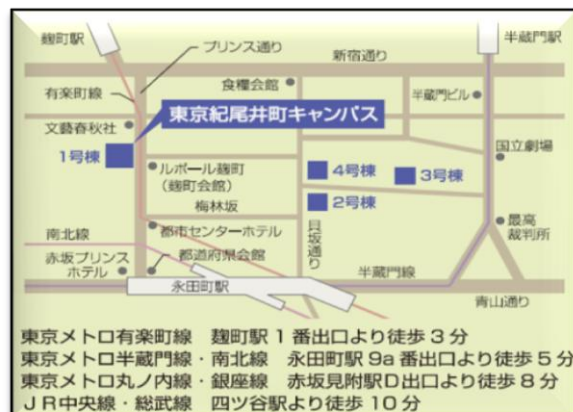 麹町駅
プリンス通り
新宿通り
半蔵門駅
有楽町線
食糧会館
半蔵門ビル
文藝春秋社
東京紀尾井町キャンパス
1号棟
国立劇場
ルポール麹町
(麹町会館)
4号棟
3号棟
梅林坂
2号棟
南北線
都市センターホテル
貝坂通り
最高
裁判所
赤坂プリンス
ホテル
都道府県会館
半蔵門線
永田町駅
青山通り
東京メトロ有楽町線 麹町駅1番出口より徒歩3分
東京メトロ半蔵門線・南北線 永田町駅9a番出口より徒歩5分
東京メトロ丸ノ内線・銀座線 赤坂見附駅D出口より徒歩8分
JR中央線・総武線 四ツ谷駅より徒歩10分